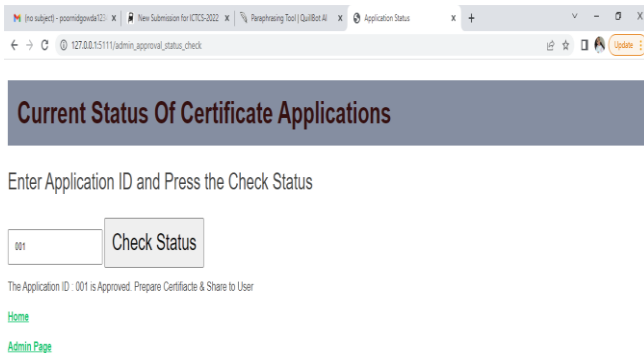 (no subject) - poornidgowda123
New Submission for ICTCS-2022
Paraphrasing Tool | QuillBot AI
Application Status
127.0.0.1:5111/admin_approval_status_check
Update
Current Status Of Certificate Applications
Enter Application ID and Press the Check Status
001 Check Status
The Application ID : 001 is Approved. Prepare Certifiacte & Share to User
Home
Admin Page